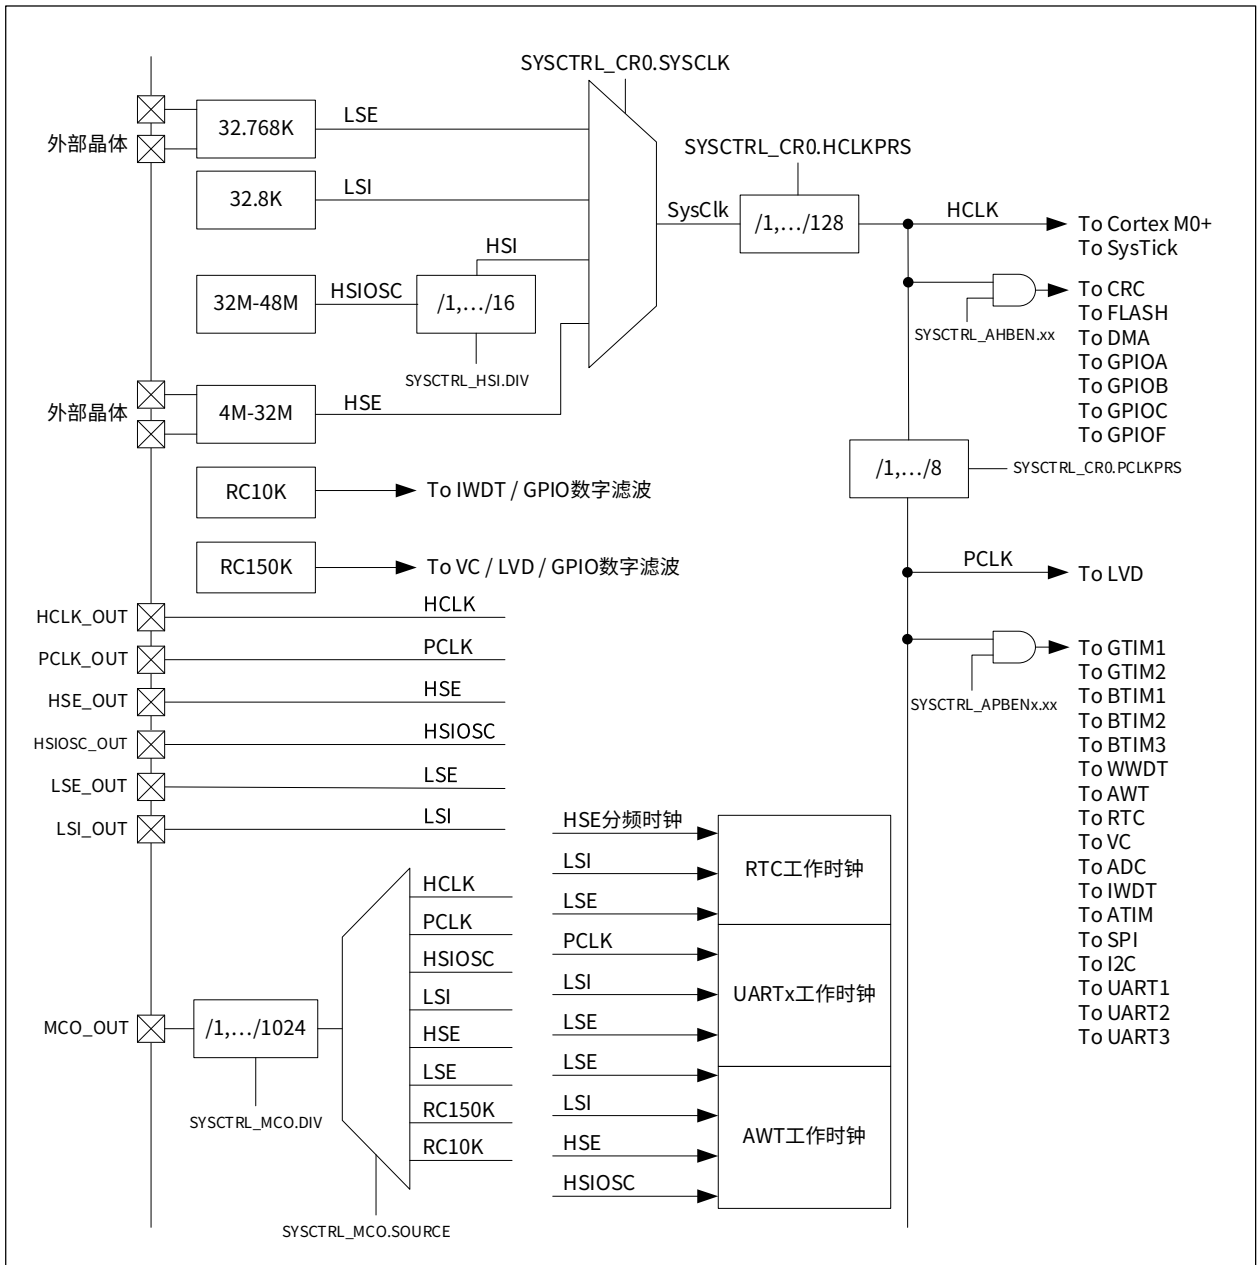 SYSCTRL_CR0.SYSCLK
外部晶体
32.768K
LSE
32.8K
LSI
HSI
32M-48M
HSIOSC
/1,…/16
SYSCTRL_HSI.DIV
外部晶体
4M-32M
HSE
SYSCTRL_CR0.HCLKPRS
SysClk
/1,…/128
HCLK
To Cortex M0+
To SysTick
SYSCTRL_AHBEN.xx
To CRC
To FLASH
To DMA
To GPIOA
To GPIOB
To GPIOC
To GPIOF
/1,…/8
SYSCTRL_CR0.PCLKPRS
RC10K
To IWDT / GPIO数字滤波
RC150K
To VC / LVD / GPIO数字滤波
PCLK
To LVD
SYSCTRL_APBENx.xx
To GTIM1
To GTIM2
To BTIM1
To BTIM2
To BTIM3
To WWDT
To AWT
To RTC
To VC
To ADC
To IWDT
To ATIM
To SPI
To I2C
To UART1
To UART2
To UART3
HCLK_OUT
HCLK
PCLK_OUT
PCLK
HSE_OUT
HSE
HSIOSC_OUT
HSIOSC
LSE_OUT
LSE
LSI_OUT
LSI
MCO_OUT
/1,…/1024
SYSCTRL_MCO.DIV
HCLK
PCLK
HSIOSC
LSI
HSE
LSE
RC150K
RC10K
SYSCTRL_MCO.SOURCE
HSE分频时钟
LSI
LSE
RTC工作时钟
PCLK
LSI
LSE
UARTx工作时钟
LSE
LSI
HSE
HSIOSC
AWT工作时钟